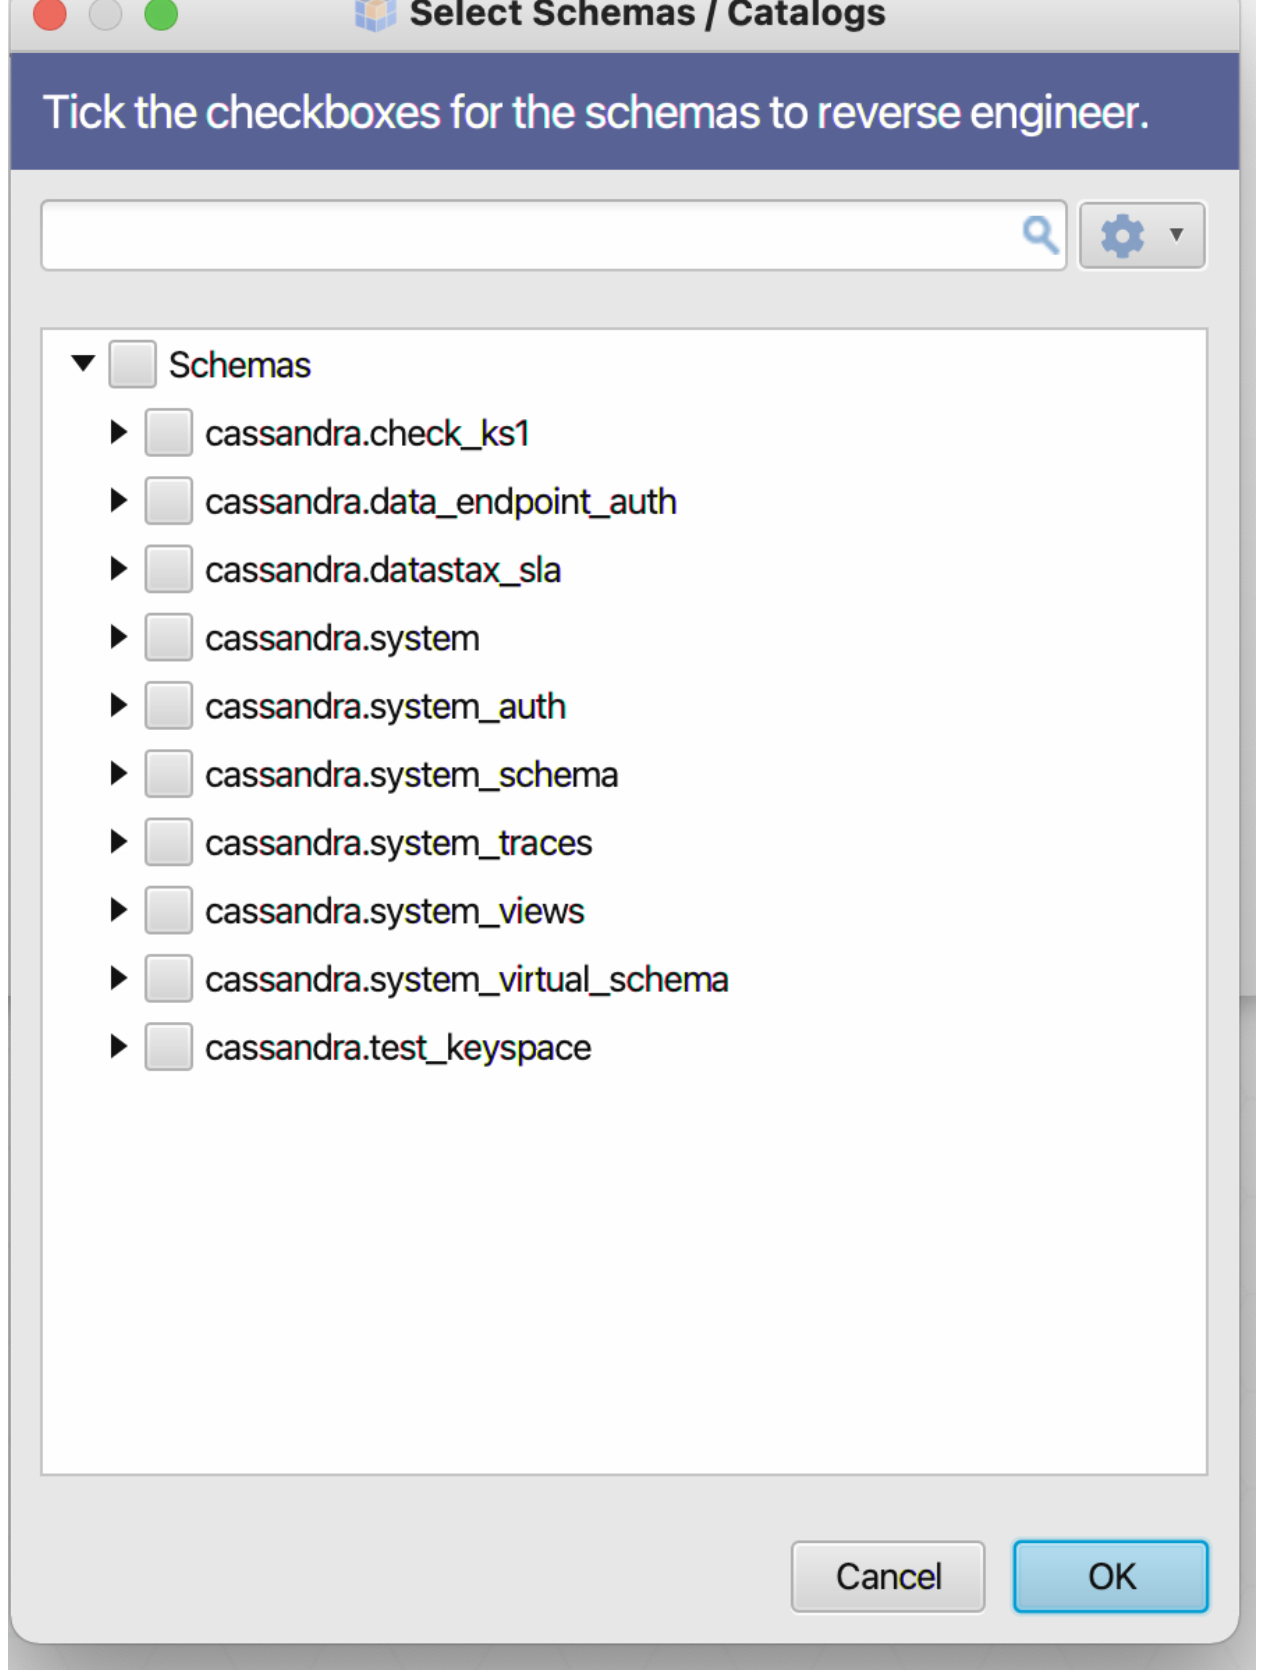 Select Schemas / Catalogs
Tick the checkboxes for the schemas to reverse engineer.
Schemas
cassandra.check_ks1
cassandra.data_endpoint_auth
cassandra.datastax_sla
cassandra.system
cassandra.system_auth
cassandra.system_schema
cassandra.system_traces
cassandra.system_views
cassandra.system_virtual_schema
cassandra.test_keyspace
Cancel OK